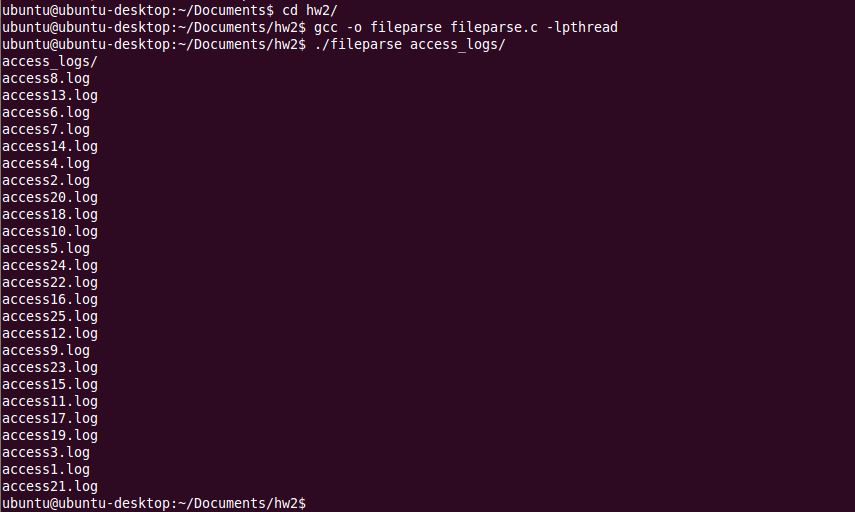 ubuntu@ubuntu-desktop:~/Documents$ cd hw2/
ubuntu@ubuntu-desktop:~/Documents/hw2$ gcc -o fileparse fileparse.c -lpthread
ubuntu@ubuntu-desktop:~/Documents/hw2$ ./fileparse access_logs/
access_logs/
access8.log
access13.log
access6.log
access7.log
access14.log
access4.log
access2.log
access20.log
access18.log
access10.log
access5.log
access24.log
access22.log
access16.log
access25.log
access12.log
access9.log
access23.log
access15.log
access11.log
access17.log
access19.log
access3.log
access1.log
access21.log
ubuntu@ubuntu-desktop:~/Documents/hw2$